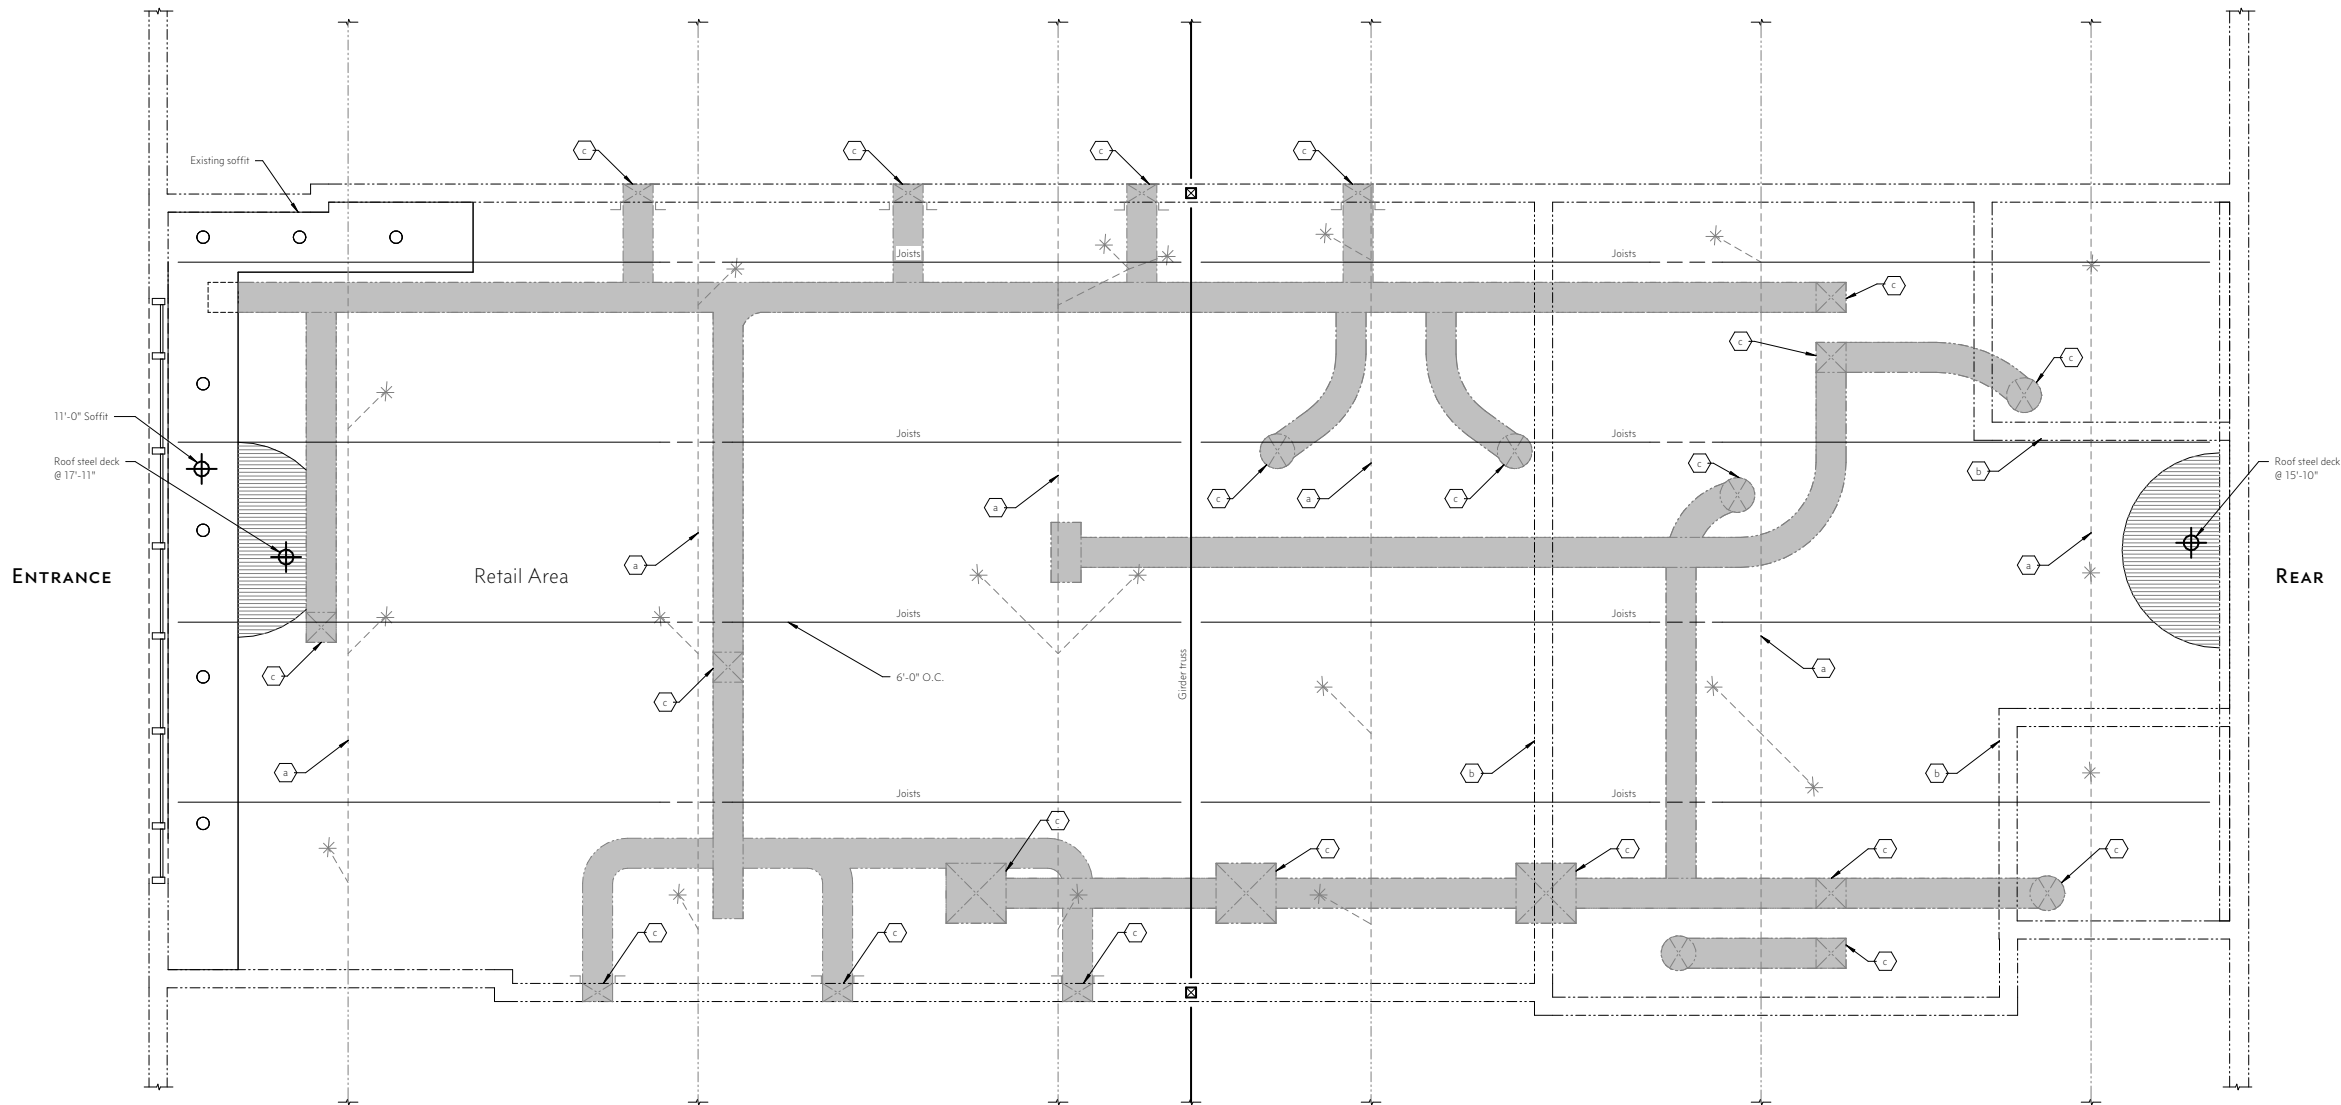 c
c
c
c
Existing soffit
Joists
Joists
c
c
c
11'-0" Soffit
Joists
Joists
Roof steel deck
@ 17'-11"
c
b
Roof steel deck
@ 15'-10"
c
a
c
a
Entrance
Retail Area
a
a
Rear
Joists
Joists
Girder truss
c
6'-0" O.C.
a
c
a
b
b
Joists
Joists
c
c
c
c
c
c
c
c
c